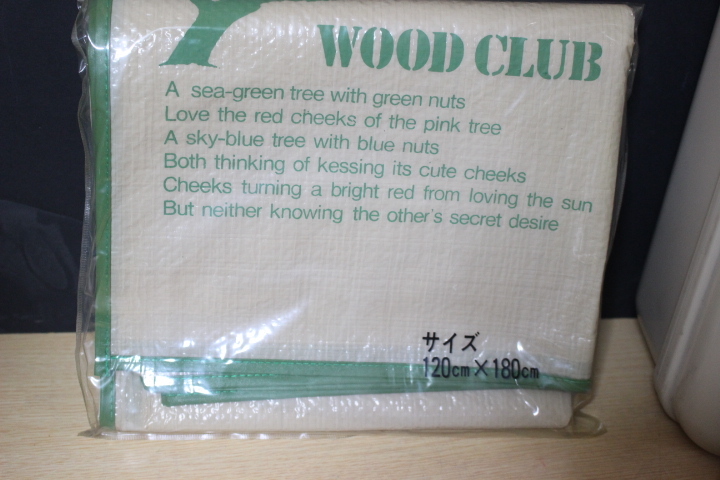 WOOD CLUB
A sea-green tree with green nuts
Love the red cheeks of the pink tree
A sky-blue tree with blue nuts
Both thinking of kessing its cute cheeks
Cheeks turning a bright red from loving the sun
But neither knowing the other's secret desire
サイズ
120cm×180cm